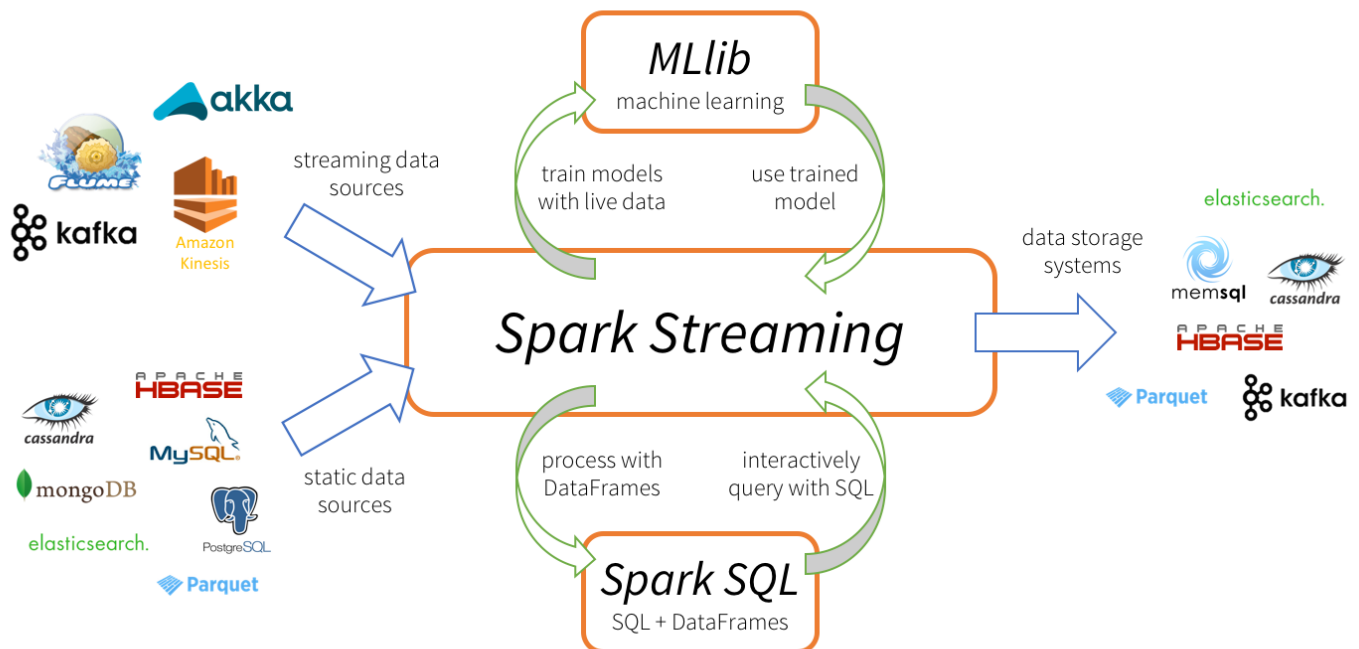 MLlib
machine learning
akka
FLUME
kafka
Amazon
Kinesis
streaming data
sources
train models
with live data
use trained
model
Spark Streaming
data storage
systems
elasticsearch.
memsql
cassandra
APACHE
HBASE
Parquet
kafka
APACHE
HBASE
cassandra
MySQL®
mongoDB
PostgreSQL
elasticsearch.
Parquet
static data
sources
process with
DataFrames
interactively
query with SQL
Spark SQL
SQL + DataFrames